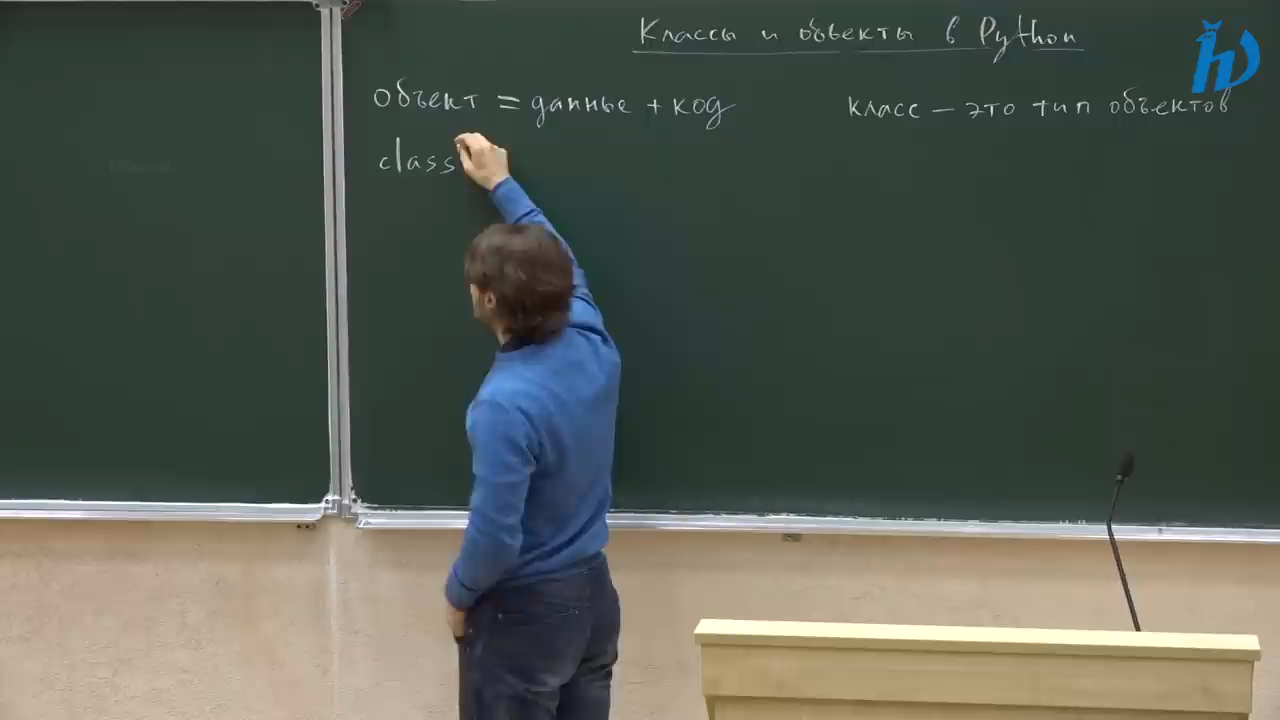 Классы и объекты в Python
объект = данные + код
класс — это тип объектов
class